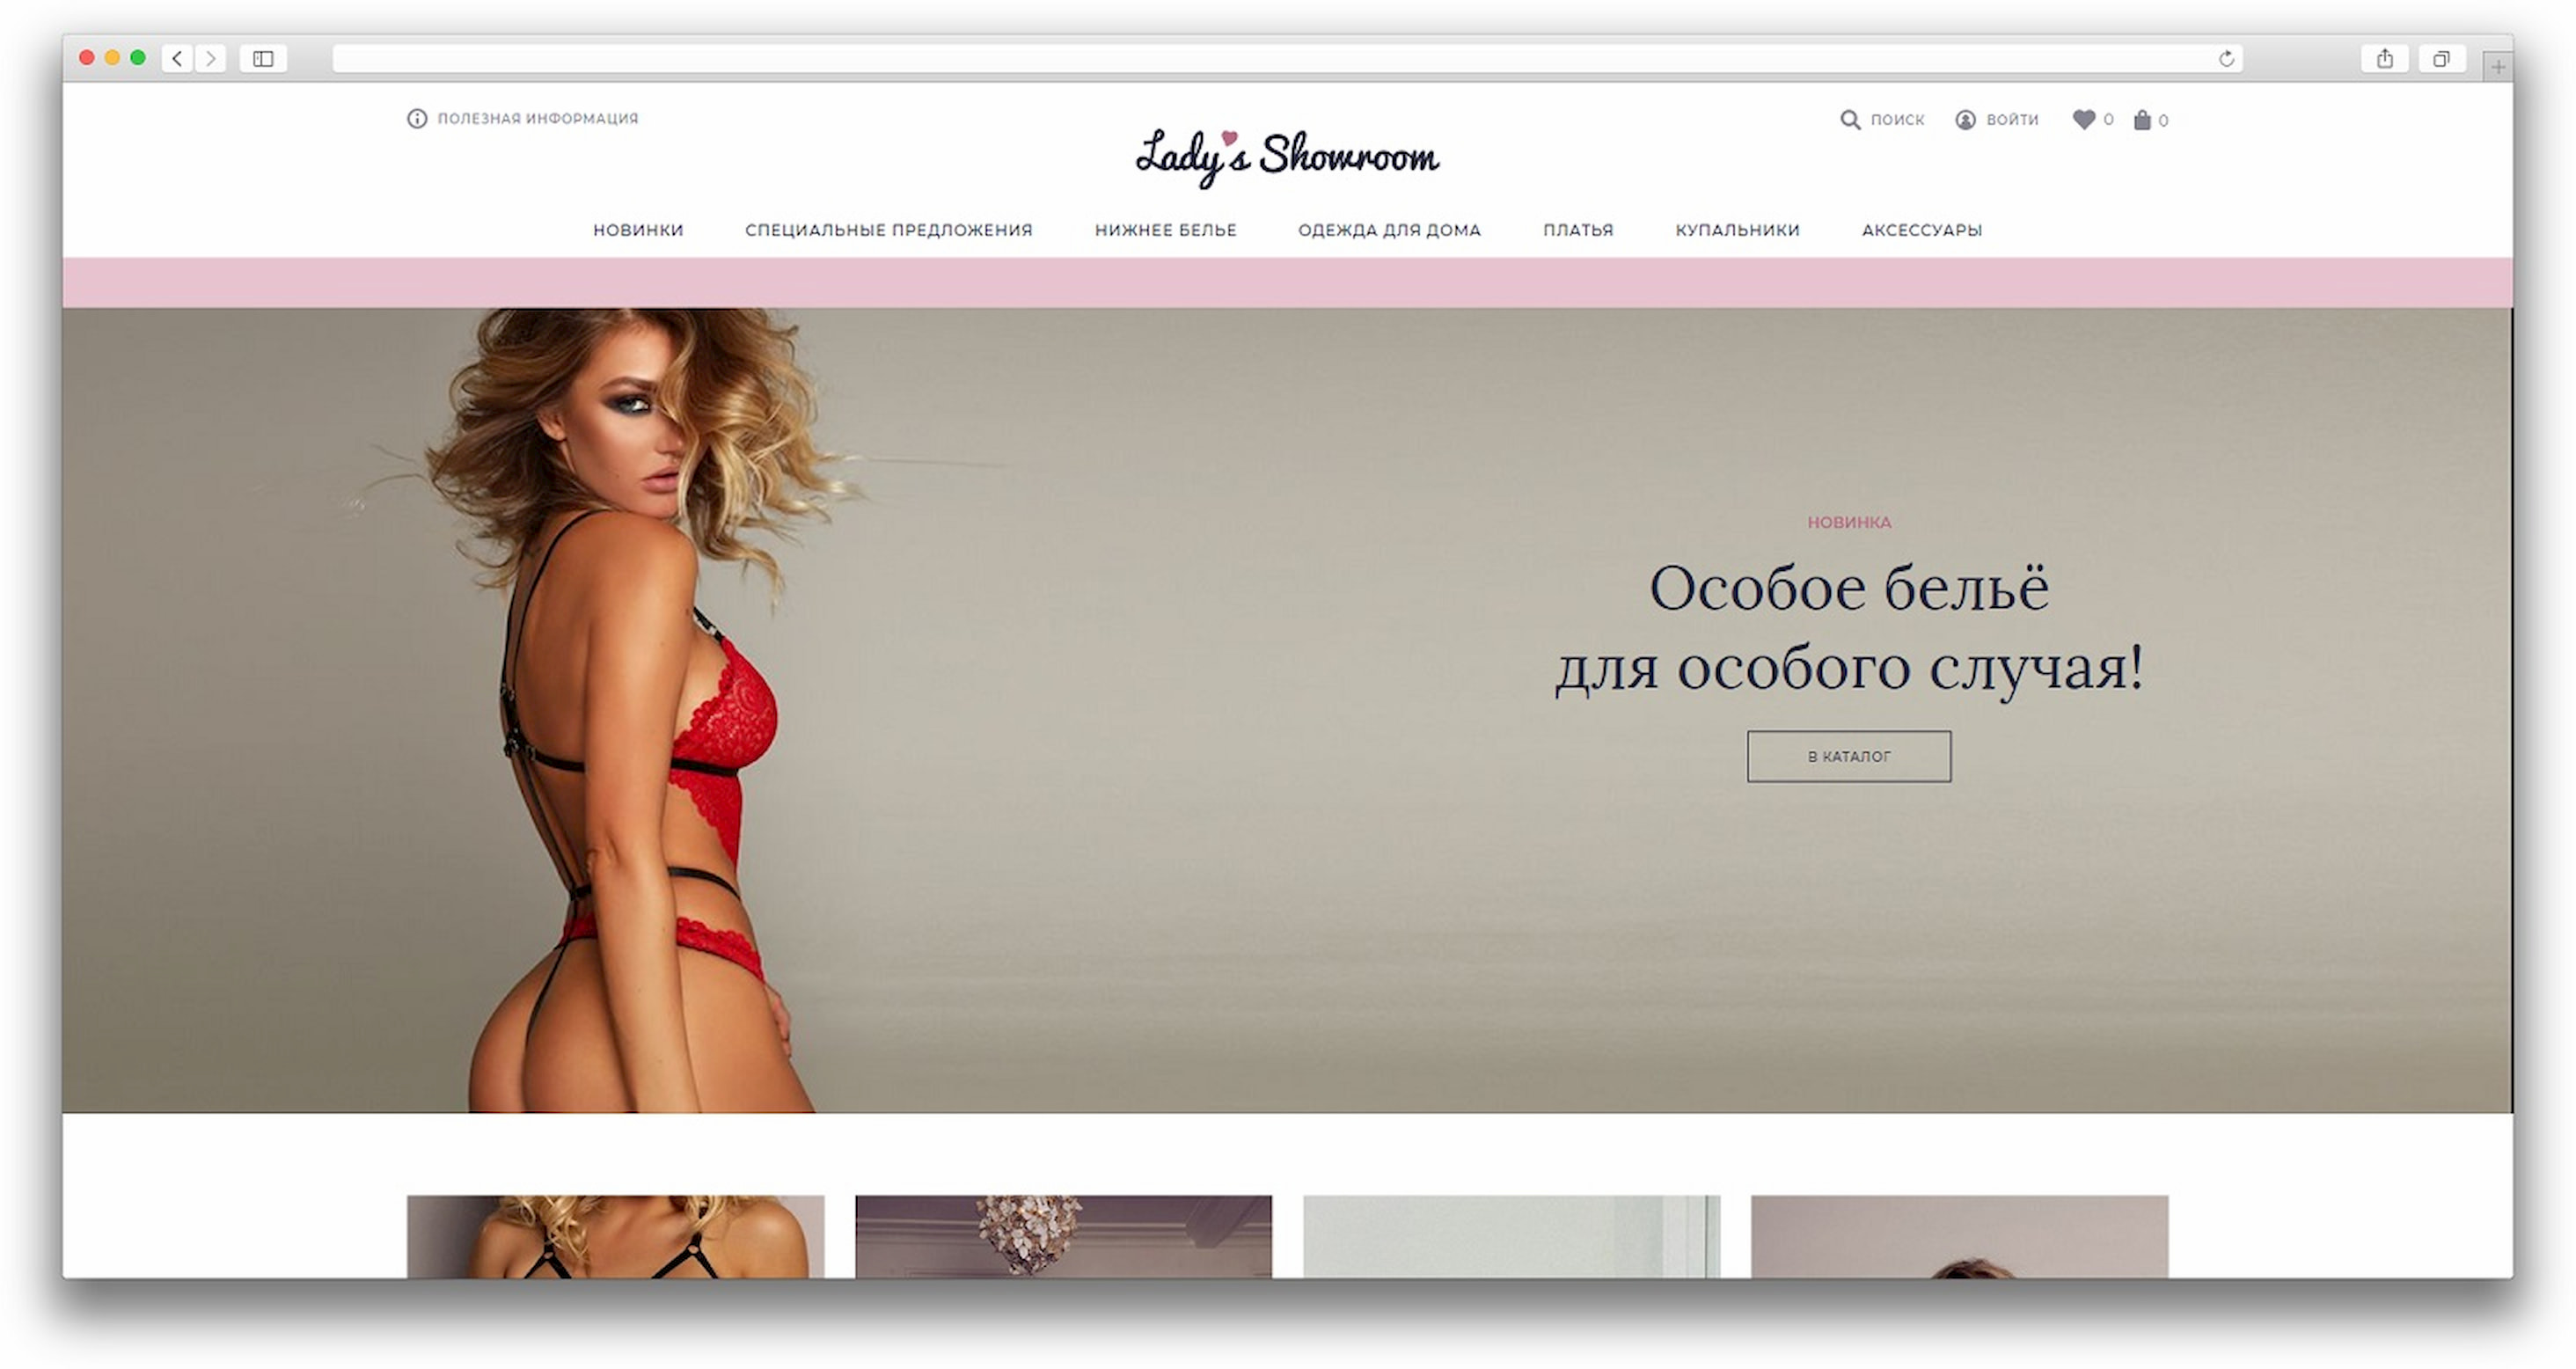 ПОЛЕЗНАЯ ИНФОРМАЦИЯ
Lady's Showroom
ПОИСК ВОЙТИ 0 0
НОВИНКИ СПЕЦИАЛЬНЫЕ ПРЕДЛОЖЕНИЯ НИЖНЕЕ БЕЛЬЕ ОДЕЖДА ДЛЯ ДОМА ПЛАТЬЯ КУПАЛЬНИКИ АКСЕССУАРЫ
НОВИНКА
Особое бельё
для особого случая!
В КАТАЛОГ